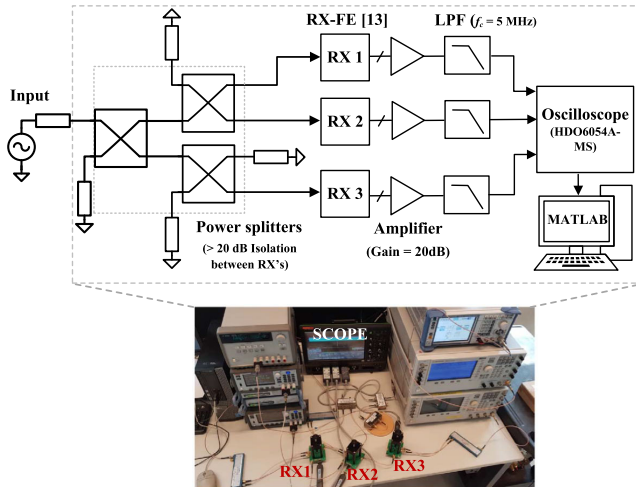 RX-FE [13]
LPF (fc = 5 MHz)
Input
RX 1
RX 2
RX 3
Oscilloscope
(HDO6054A-
MS)
MATLAB
Power splitters
(> 20 dB Isolation
between RX's)
Amplifier
(Gain = 20dB)
SCOPE
RX1
RX2
RX3